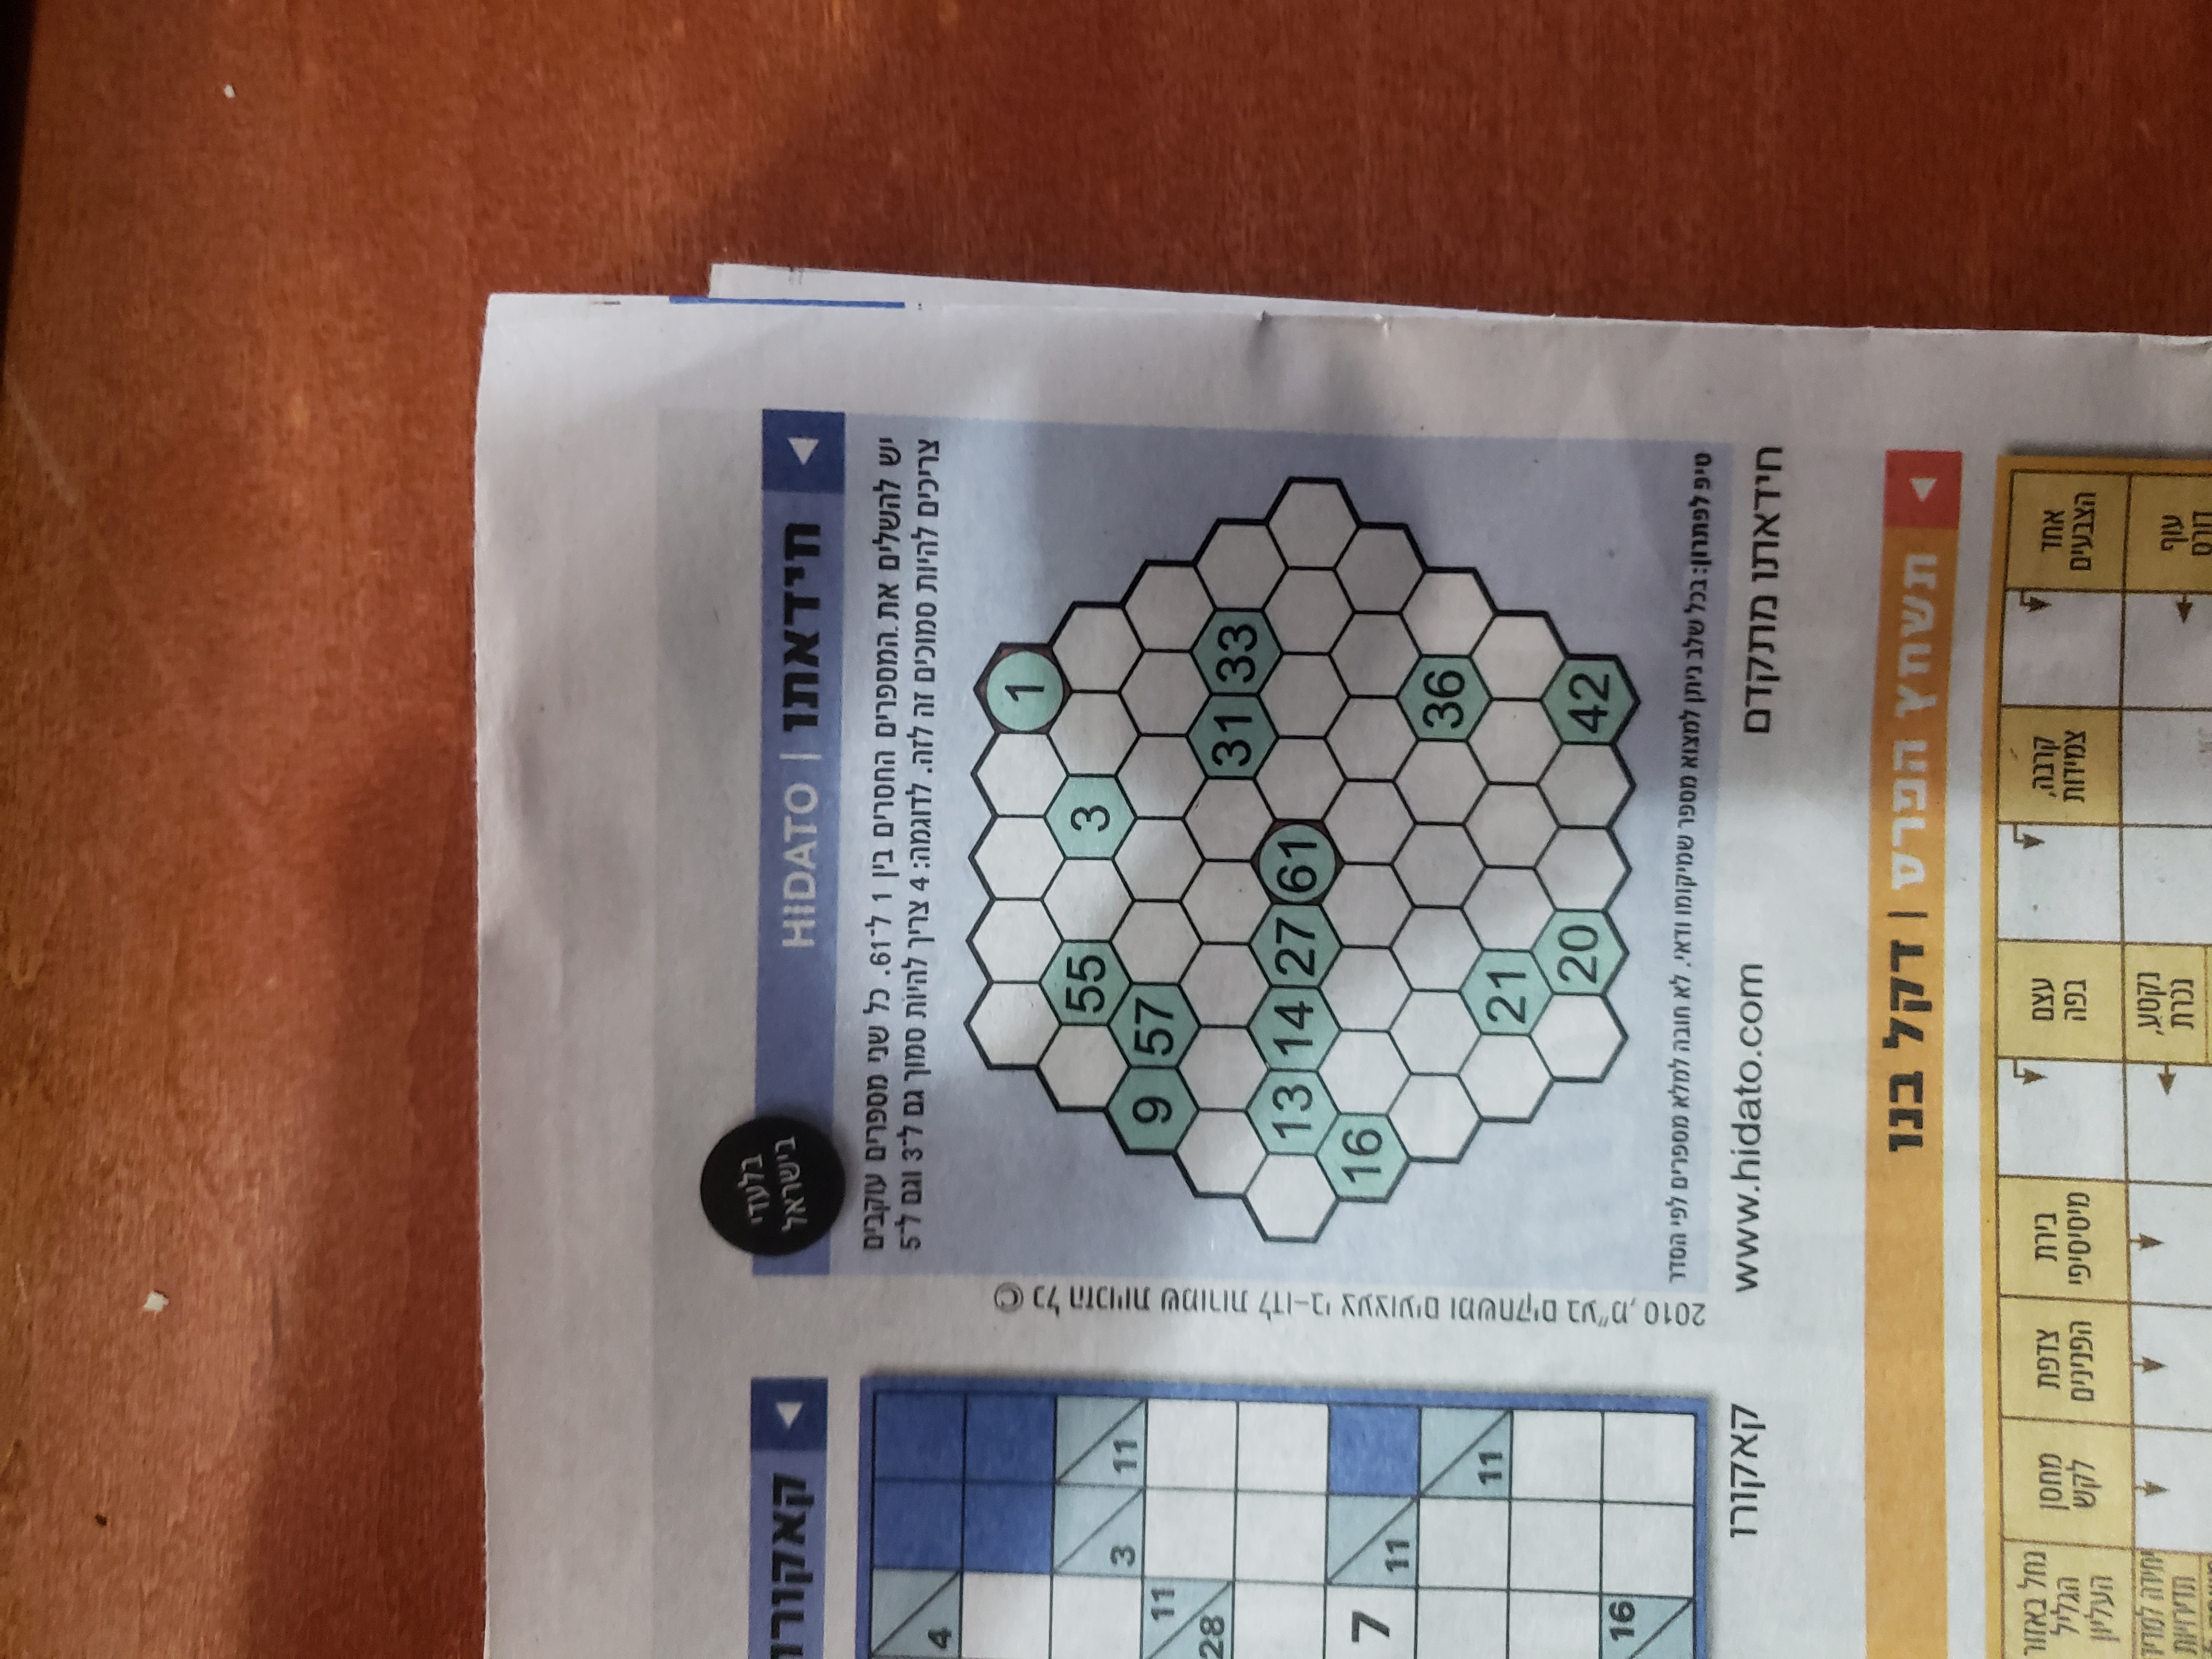 בלעדי
בישראל
חידאתו | HIDATO
יש להשלים את המספרים החסרים בין 1 ל־61. כל שני מספרים עוקבים
צריכים להיות סמוכים זה לזה. לדוגמה: 4 צריך להיות סמוך גם ל־3 וגם ל־5
1
55 3
9 57
31 33
13 14 27 61
16
36
21
20 42
© כל הזכויות שמורות לדו-בי צעצועים ומשחקים בע"מ, 2010
טיפ לפתרון: בכל שלב ניתן למצוא מספר שמיקומו ודאי. לא חובה למלא מספרים לפי הסדר
חידאתו מתקדם
www.hidato.com
קאקורו
4
3 11
11
28
7 11
11
16
קאקורו
תשחץ הפרס | דקל בנו
אחד
הצבעים
קרבה,
צמידות
עצם
בפה
בירת
מיסיסיפי
צדפת
הפנינים
מחסן
לקש
נחל באזור
הגליל
העליון
עוף
דורס
נקטע,
נכרת
יחידה למדידת
תדירויות